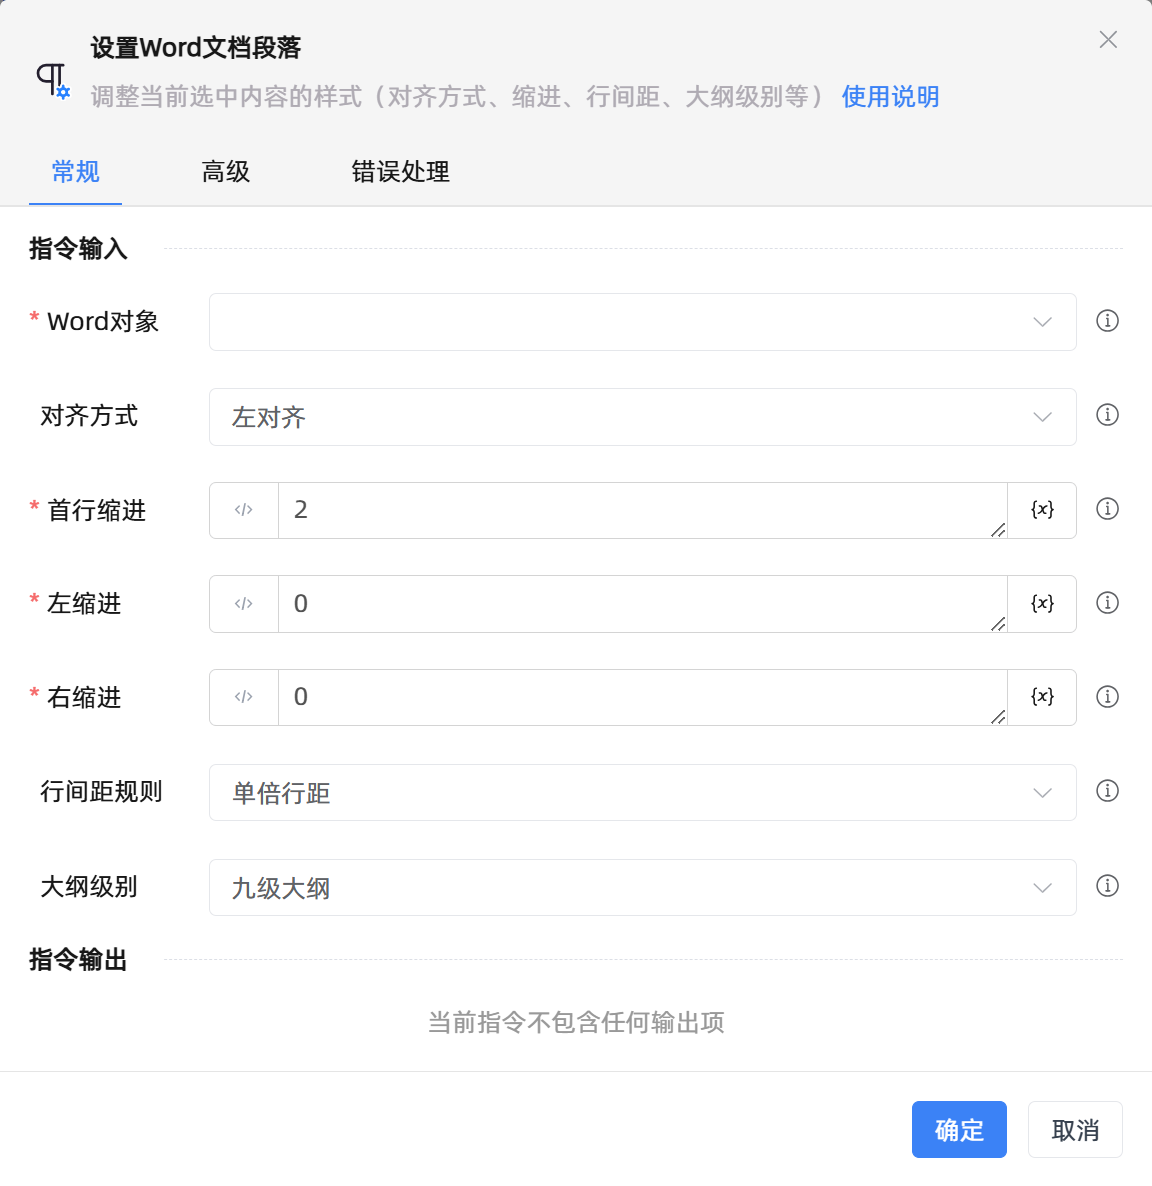 设置Word文档段落
调整当前选中内容的样式（对齐方式、缩进、行间距、大纲级别等） 使用说明
常规 高级 错误处理
指令输入
* Word对象
对齐方式 左对齐
* 首行缩进 </> 2 {x}
* 左缩进 </> 0 {x}
* 右缩进 </> 0 {x}
行间距规则 单倍行距
大纲级别 九级大纲
指令输出
当前指令不包含任何输出项
确定 取消